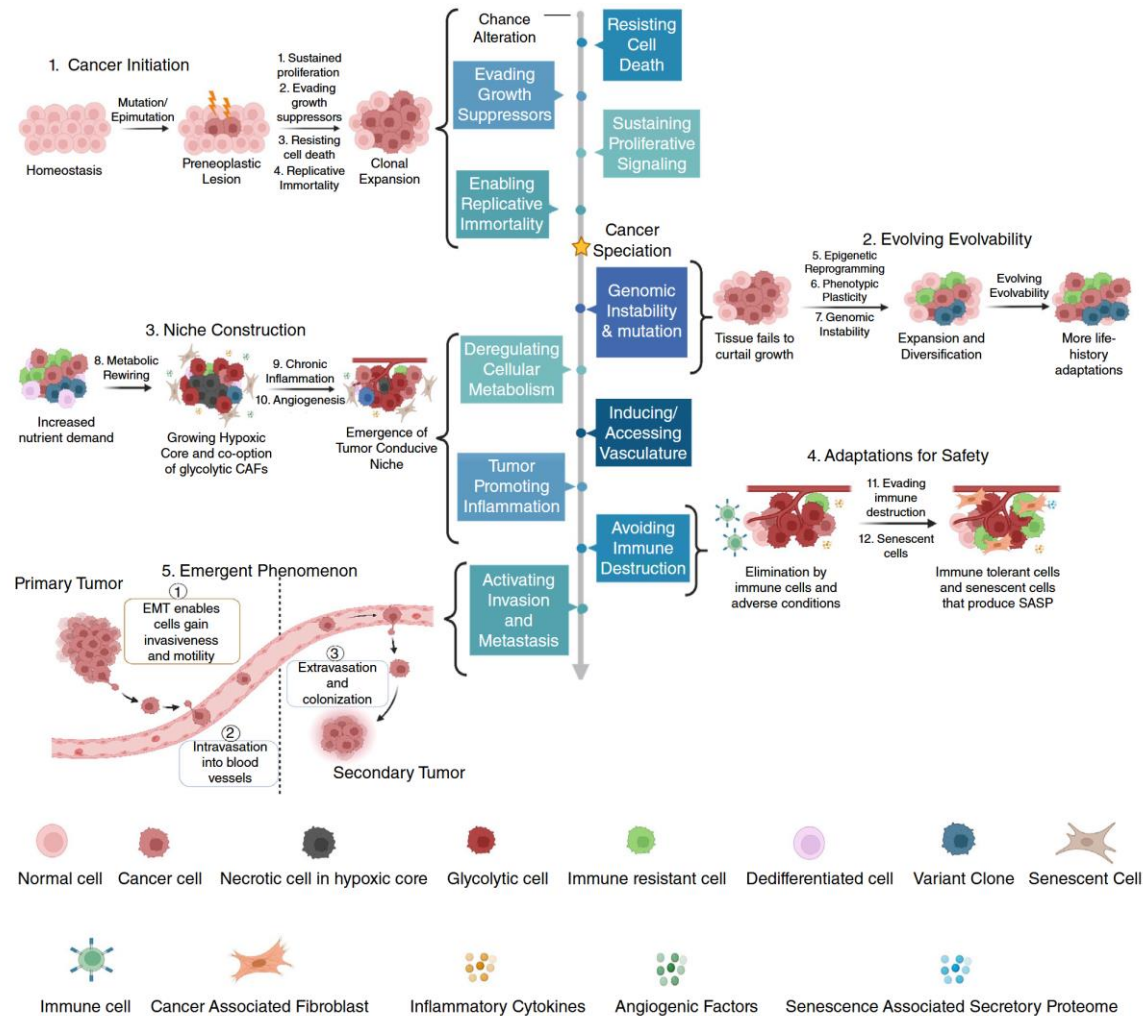 Chance
Alteration
Resisting
Cell
Death
Evading
Growth
Suppressors
Sustaining
Proliferative
Signaling
Enabling
Replicative
Immortality
Cancer
Speciation
Genomic
Instability
& mutation
Deregulating
Cellular
Metabolism
Inducing/
Accessing
Vasculature
Tumor
Promoting
Inflammation
Avoiding
Immune
Destruction
Activating
Invasion
and
Metastasis
1. Cancer Initiation
Homeostasis
Mutation/
Epimutation
Preneoplastic
Lesion
1. Sustained
proliferation
2. Evading
growth
suppressors
3. Resisting
cell death
4. Replicative
Immortality
Clonal
Expansion
2. Evolving Evolvability
Tissue fails to
curtail growth
5. Epigenetic
Reprogramming
6. Phenotypic
Plasticity
7. Genomic
Instability
Expansion and
Diversification
Evolving
Evolvability
More life-
history
adaptations
3. Niche Construction
Increased
nutrient demand
8. Metabolic
Rewiring
Growing Hypoxic
Core and co-option
of glycolytic CAFs
9. Chronic
Inflammation
10. Angiogenesis
Emergence of
Tumor Conducive
Niche
4. Adaptations for Safety
Elimination by
immune cells and
adverse conditions
11. Evading
immune
destruction
12. Senescent
cells
Immune tolerant cells
and senescent cells
that produce SASP
5. Emergent Phenomenon
Primary Tumor
1
EMT enables
cells gain
invasiveness
and motility
2
Intravasation
into blood
vessels
3
Extravasation
and
colonization
Secondary Tumor
Normal cell
Cancer cell
Necrotic cell in hypoxic core
Glycolytic cell
Immune resistant cell
Dedifferentiated cell
Variant Clone
Senescent Cell
Immune cell
Cancer Associated Fibroblast
Inflammatory Cytokines
Angiogenic Factors
Senescence Associated Secretory Proteome